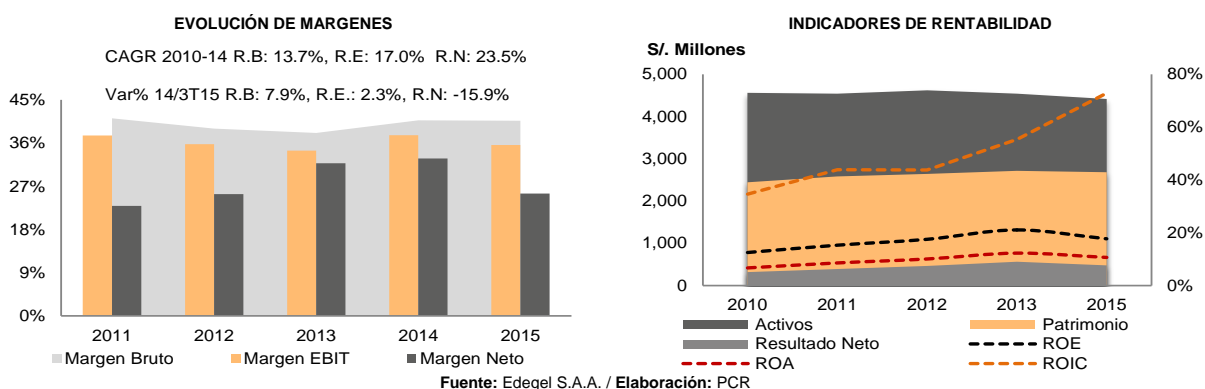 EVOLUCIÓN DE MARGENES
CAGR 2010-14 R.B: 13.7%, R.E: 17.0% R.N: 23.5%
Var% 14/3T15 R.B: 7.9%, R.E.: 2.3%, R.N: -15.9%
45%
36%
27%
18%
9%
0%
2011 2012 2013 2014 2015
Margen Bruto Margen EBIT Margen Neto
INDICADORES DE RENTABILIDAD
S/. Millones
5,000 80%
4,000 60%
3,000
40%
2,000
1,000 20%
0 0%
2010 2011 2012 2013 2015
Activos Patrimonio
Resultado Neto ROE
ROA ROIC
Fuente: Edegel S.A.A. / Elaboración: PCR